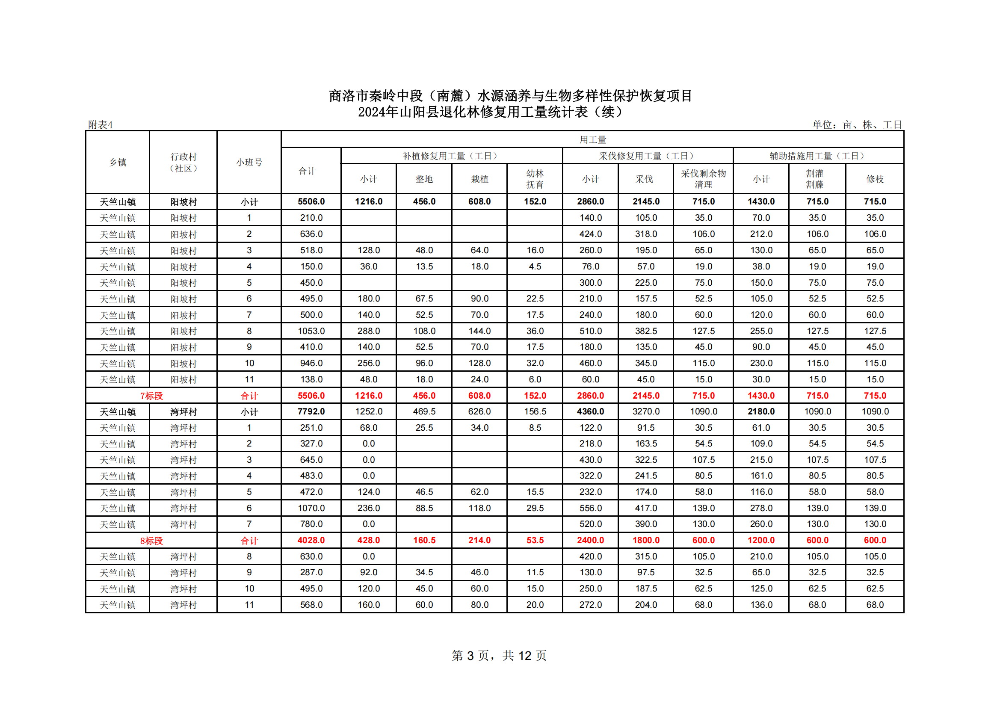 商洛市秦岭中段（南麓）水源涵养与生物多样性保护恢复项目
2024年山阳县退化林修复用工量统计表（续）
附表4 单位：亩、株、工日
乡镇 行政村（社区） 小班号 用工量
合计 补植修复用工量（工日） 采伐修复用工量（工日） 辅助措施用工量（工日）
小计 整地 栽植 幼林抚育 小计 采伐 采伐剩余物清理 小计 割灌割藤 修枝
天竺山镇 阳坡村 小计 5506.0 1216.0 456.0 608.0 152.0 2860.0 2145.0 715.0 1430.0 715.0 715.0
天竺山镇 阳坡村 1 210.0 140.0 105.0 35.0 70.0 35.0 35.0
天竺山镇 阳坡村 2 636.0 424.0 318.0 106.0 212.0 106.0 106.0
天竺山镇 阳坡村 3 518.0 128.0 48.0 64.0 16.0 260.0 195.0 65.0 130.0 65.0 65.0
天竺山镇 阳坡村 4 150.0 36.0 13.5 18.0 4.5 76.0 57.0 19.0 38.0 19.0 19.0
天竺山镇 阳坡村 5 450.0 300.0 225.0 75.0 150.0 75.0 75.0
天竺山镇 阳坡村 6 495.0 180.0 67.5 90.0 22.5 210.0 157.5 52.5 105.0 52.5 52.5
天竺山镇 阳坡村 7 500.0 140.0 52.5 70.0 17.5 240.0 180.0 60.0 120.0 60.0 60.0
天竺山镇 阳坡村 8 1053.0 288.0 108.0 144.0 36.0 510.0 382.5 127.5 255.0 127.5 127.5
天竺山镇 阳坡村 9 410.0 140.0 52.5 70.0 17.5 180.0 135.0 45.0 90.0 45.0 45.0
天竺山镇 阳坡村 10 946.0 256.0 96.0 128.0 32.0 460.0 345.0 115.0 230.0 115.0 115.0
天竺山镇 阳坡村 11 138.0 48.0 18.0 24.0 6.0 60.0 45.0 15.0 30.0 15.0 15.0
7标段 合计 5506.0 1216.0 456.0 608.0 152.0 2860.0 2145.0 715.0 1430.0 715.0 715.0
天竺山镇 湾坪村 小计 7792.0 1252.0 469.5 626.0 156.5 4360.0 3270.0 1090.0 2180.0 1090.0 1090.0
天竺山镇 湾坪村 1 251.0 68.0 25.5 34.0 8.5 122.0 91.5 30.5 61.0 30.5 30.5
天竺山镇 湾坪村 2 327.0 0.0 218.0 163.5 54.5 109.0 54.5 54.5
天竺山镇 湾坪村 3 645.0 0.0 430.0 322.5 107.5 215.0 107.5 107.5
天竺山镇 湾坪村 4 483.0 0.0 322.0 241.5 80.5 161.0 80.5 80.5
天竺山镇 湾坪村 5 472.0 124.0 46.5 62.0 15.5 232.0 174.0 58.0 116.0 58.0 58.0
天竺山镇 湾坪村 6 1070.0 236.0 88.5 118.0 29.5 556.0 417.0 139.0 278.0 139.0 139.0
天竺山镇 湾坪村 7 780.0 0.0 520.0 390.0 130.0 260.0 130.0 130.0
8标段 合计 4028.0 428.0 160.5 214.0 53.5 2400.0 1800.0 600.0 1200.0 600.0 600.0
天竺山镇 湾坪村 8 630.0 0.0 420.0 315.0 105.0 210.0 105.0 105.0
天竺山镇 湾坪村 9 287.0 92.0 34.5 46.0 11.5 130.0 97.5 32.5 65.0 32.5 32.5
天竺山镇 湾坪村 10 495.0 120.0 45.0 60.0 15.0 250.0 187.5 62.5 125.0 62.5 62.5
天竺山镇 湾坪村 11 568.0 160.0 60.0 80.0 20.0 272.0 204.0 68.0 136.0 68.0 68.0
第 3 页，共 12 页